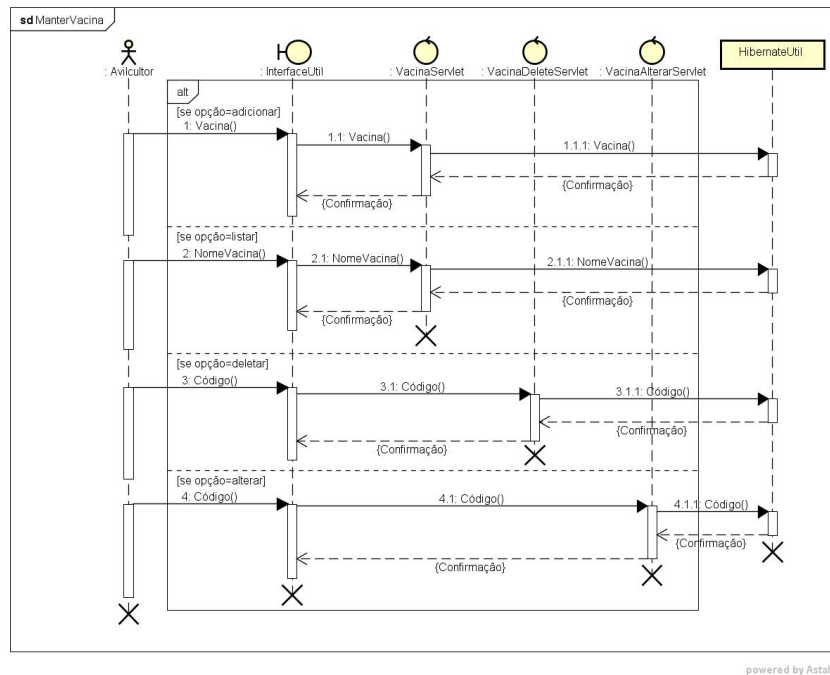 sd ManterVacina
: Avilcultor
: InterfaceUtil
: VacinaServlet
: VacinaDeleteServlet
: VacinaAlterarServlet
HibernateUtil
alt
[se opção=adicionar]
1: Vacina()
1.1: Vacina()
1.1.1: Vacina()
{Confirmação}
{Confirmação}
[se opção=listar]
2: NomeVacina()
2.1: NomeVacina()
2.1.1: NomeVacina()
{Confirmação}
{Confirmação}
[se opção=deletar]
3: Código()
3.1: Código()
3.1.1: Código()
{Confirmação}
{Confirmação}
[se opção=alterar]
4: Código()
4.1: Código()
4.1.1: Código()
{Confirmação}
{Confirmação}
powered by Astal